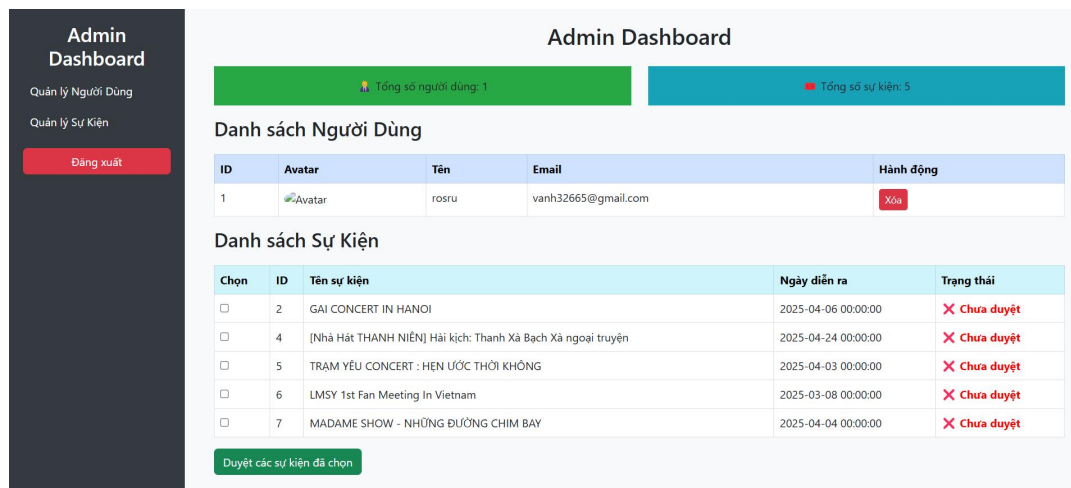 Admin
Dashboard
Quản lý Người Dùng
Quản lý Sự Kiện
Đăng xuất
Admin Dashboard
Tổng số người dùng: 1
Tổng số sự kiện: 5
Danh sách Người Dùng
ID Avatar Tên Email Hành động
1 Avatar rosru vanh32665@gmail.com Xóa
Danh sách Sự Kiện
Chọn ID Tên sự kiện Ngày diễn ra Trạng thái
2 GAI CONCERT IN HANOI 2025-04-06 00:00:00 ❌ Chưa duyệt
4 [Nhà Hát THANH NIÊN] Hài kịch: Thanh Xà Bạch Xà ngoại truyện 2025-04-24 00:00:00 ❌ Chưa duyệt
5 TRẠM YÊU CONCERT : HẸN ƯỚC THỜI KHÔNG 2025-04-03 00:00:00 ❌ Chưa duyệt
6 LMSY 1st Fan Meeting In Vietnam 2025-03-08 00:00:00 ❌ Chưa duyệt
7 MADAME SHOW - NHỮNG ĐƯỜNG CHIM BAY 2025-04-04 00:00:00 ❌ Chưa duyệt
Duyệt các sự kiện đã chọn